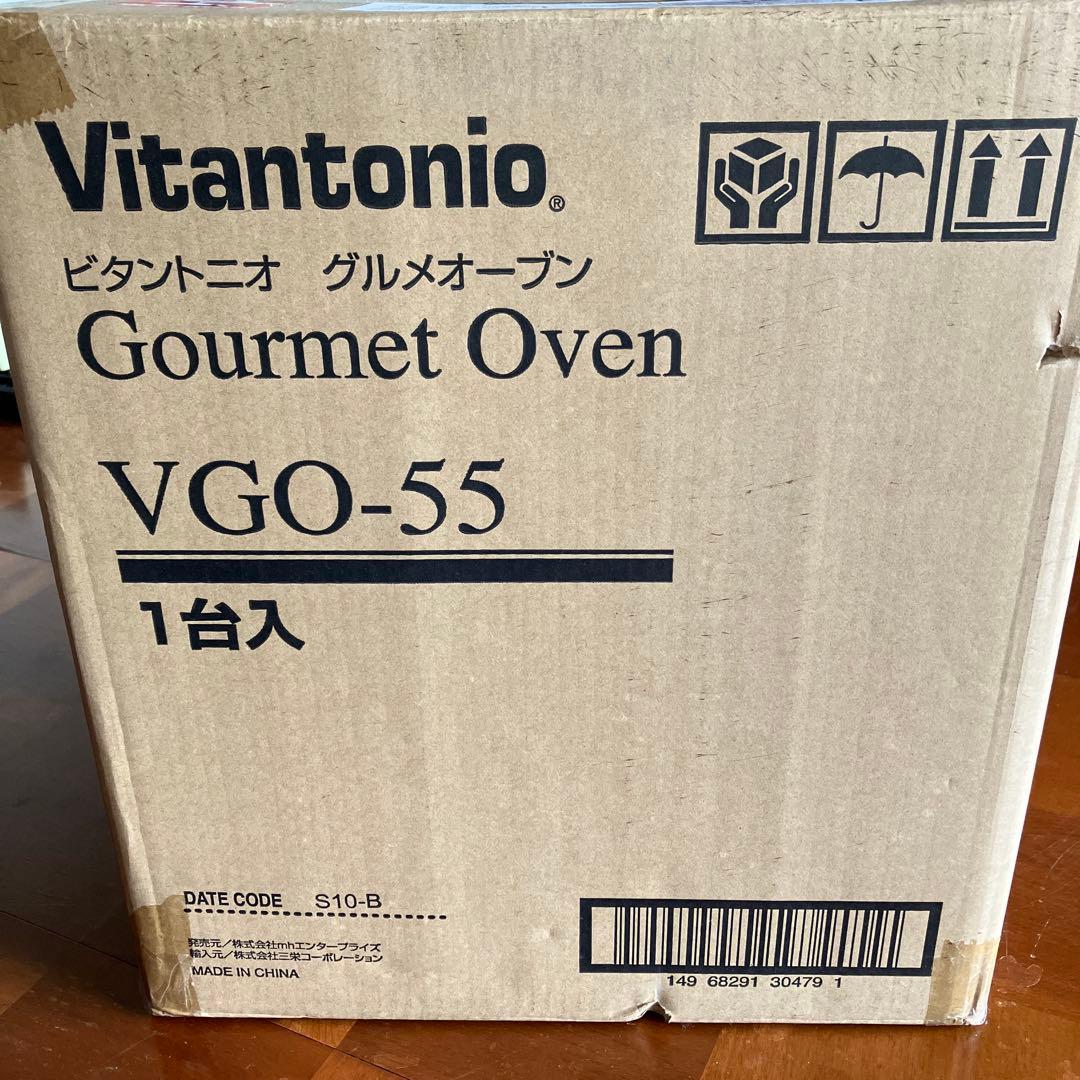 Vitantonio®
ビタントニオ グルメオーブン
Gourmet Oven
VGO-55
1台入
DATE CODE S10-B
発売元／株式会社mhエンタープライズ
輸入元／株式会社三栄コーポレーション
MADE IN CHINA
149 68291 30479 1